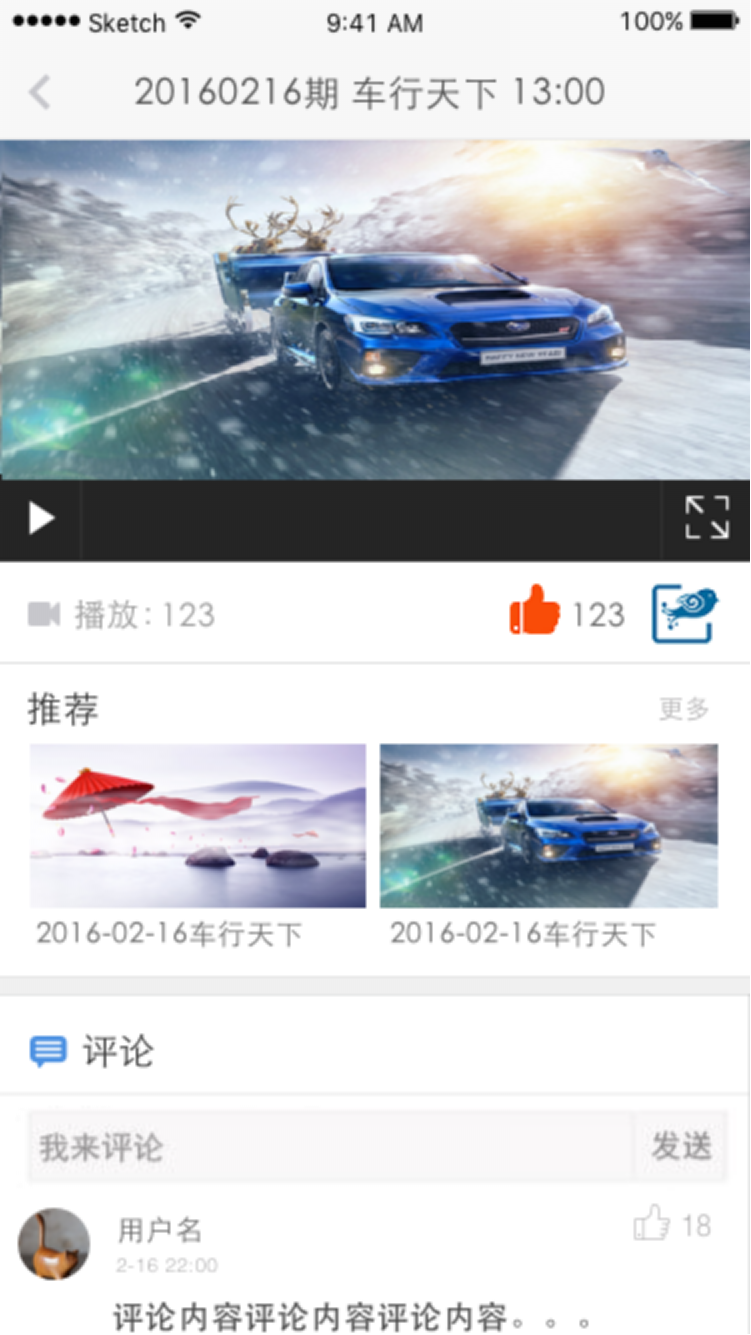 Sketch 9:41 AM 100%
20160216期 车行天下 13:00
HAPPY NEW YEAR!
播放：123 123
推荐 更多
2016-02-16车行天下 2016-02-16车行天下
评论
我来评论 发送
用户名 18
2-16 22:00
评论内容评论内容评论内容。。。